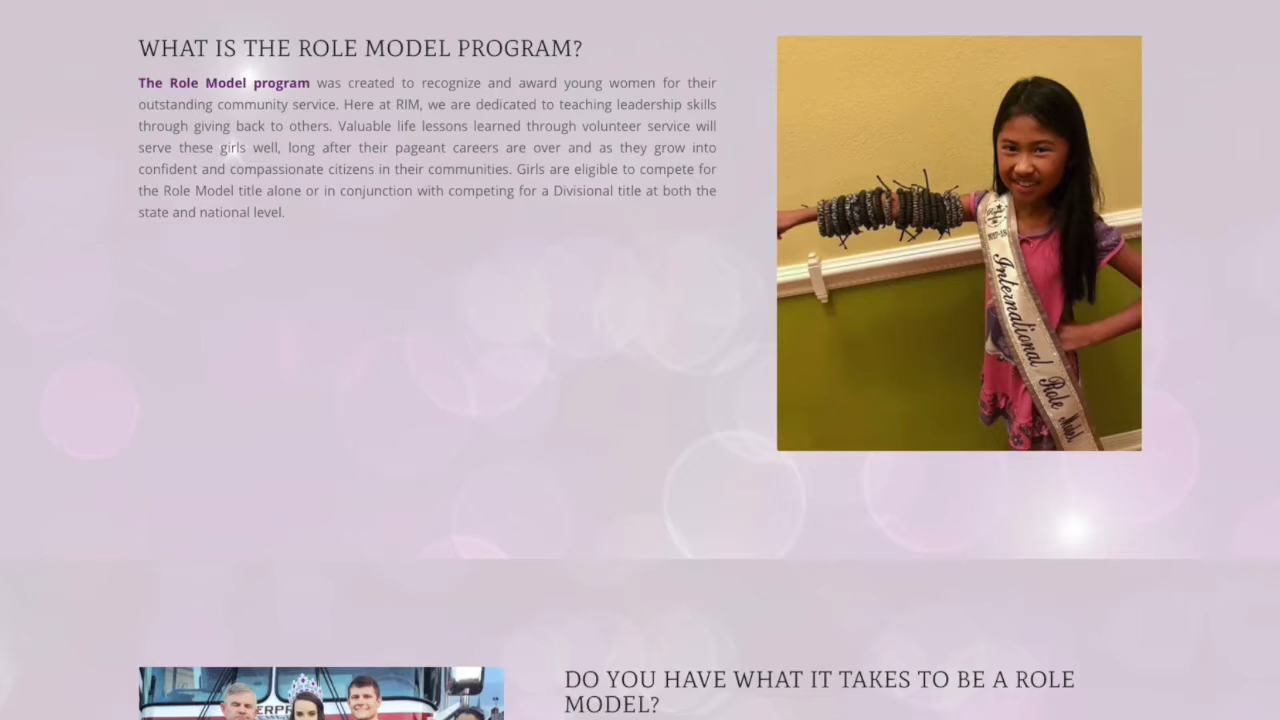 WHAT IS THE ROLE MODEL PROGRAM?
The Role Model program was created to recognize and award young women for their
outstanding community service. Here at RIM, we are dedicated to teaching leadership skills
through giving back to others. Valuable life lessons learned through volunteer service will
serve these girls well, long after their pageant careers are over and as they grow into
confident and compassionate citizens in their communities. Girls are eligible to compete for
the Role Model title alone or in conjunction with competing for a Divisional title at both the
state and national level.
International Role Model
DO YOU HAVE WHAT IT TAKES TO BE A ROLE
MODEL?